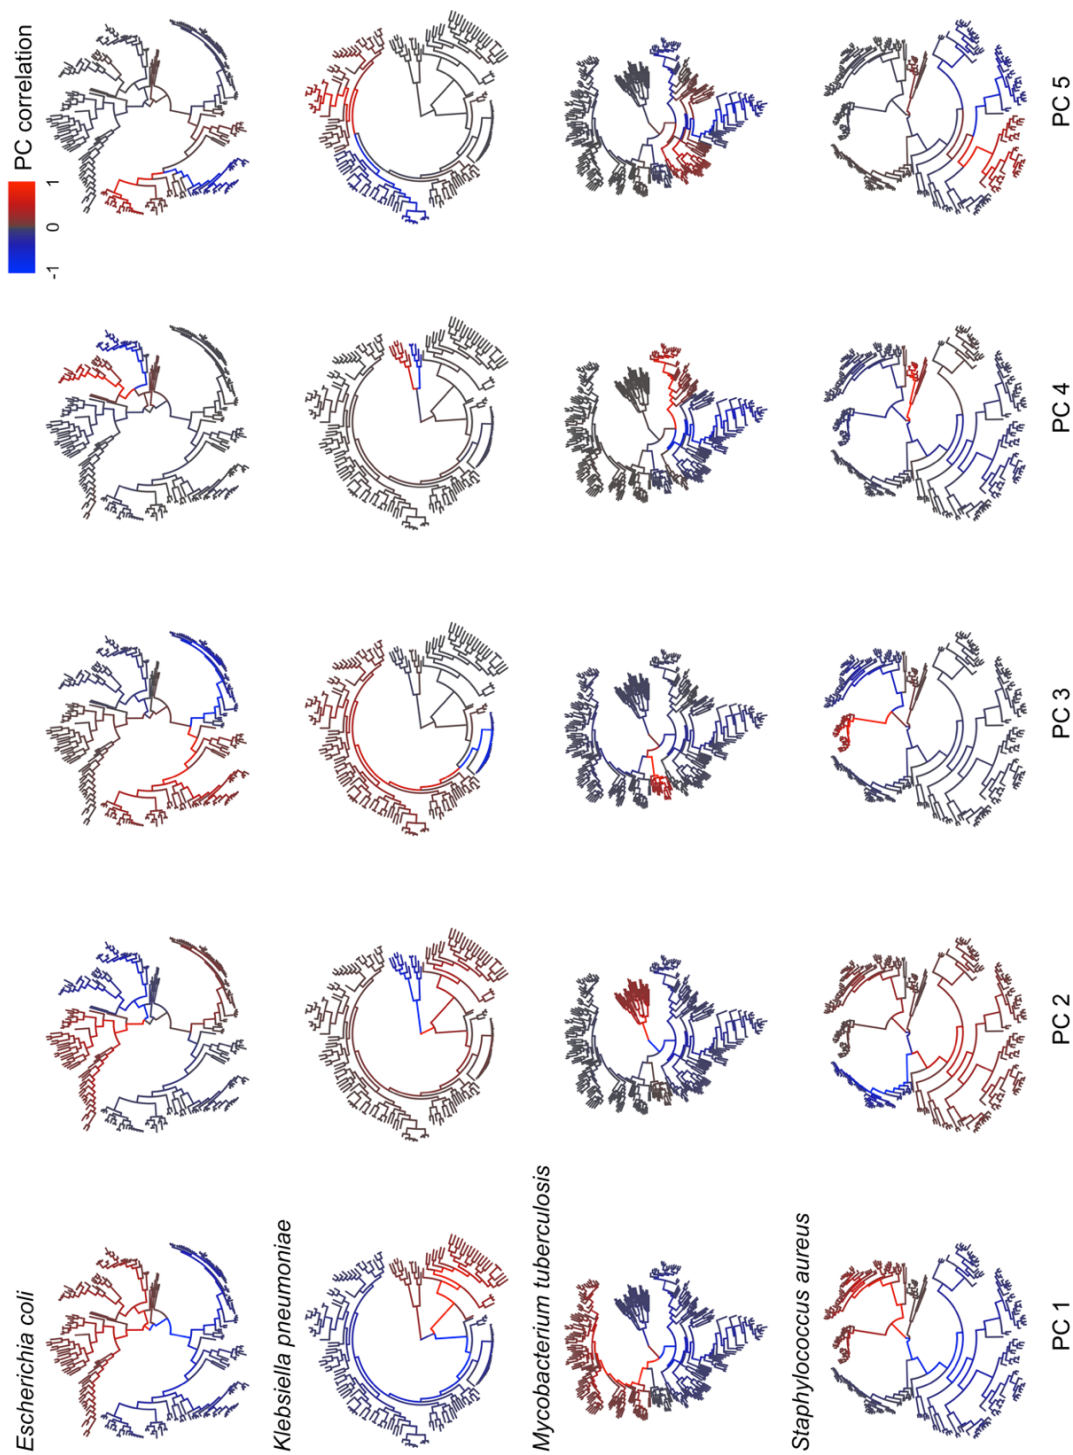 Escherichia coli
PC correlation
-1 0 1
Klebsiella pneumoniae
Mycobacterium tuberculosis
Staphylococcus aureus
PC 1 PC 2 PC 3 PC 4 PC 5